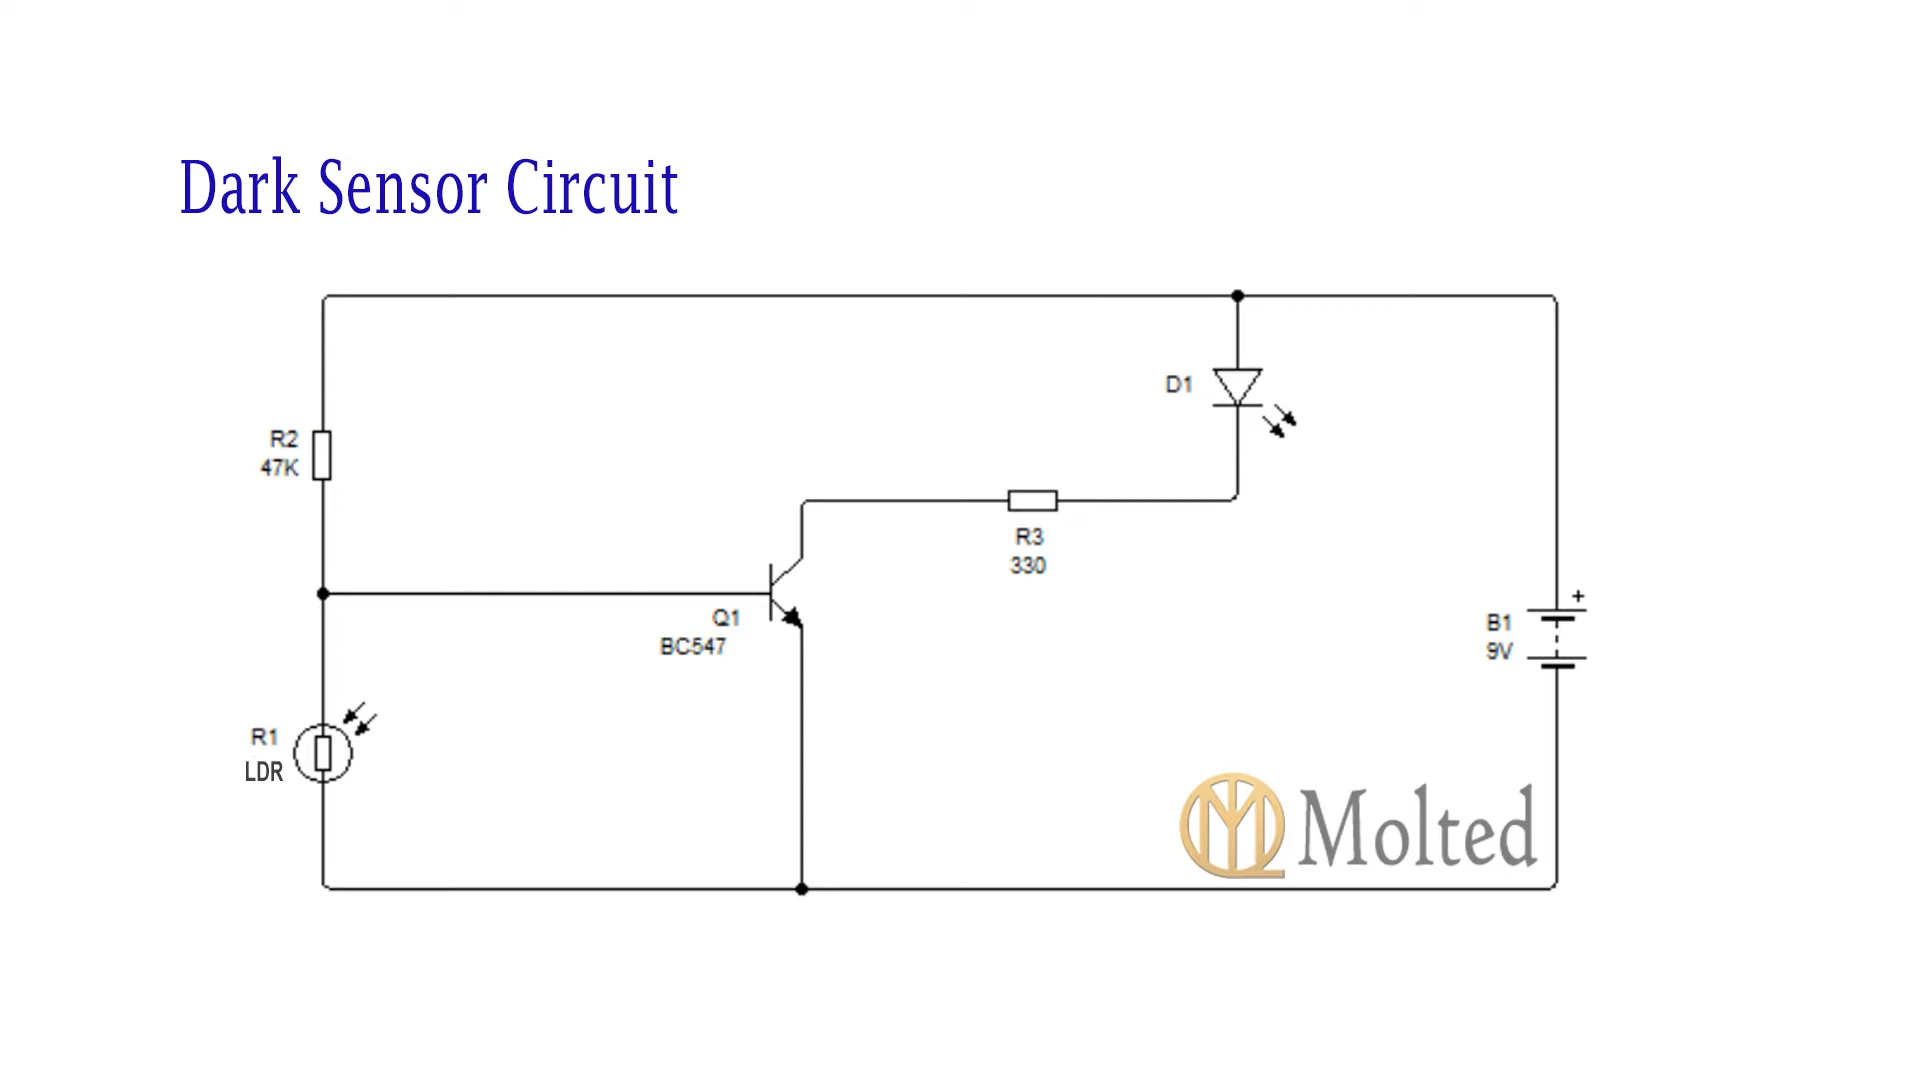 Dark Sensor Circuit
D1
R2
47K
R3
330
+
Q1
BC547
B1
9V
R1
LDR
Molted